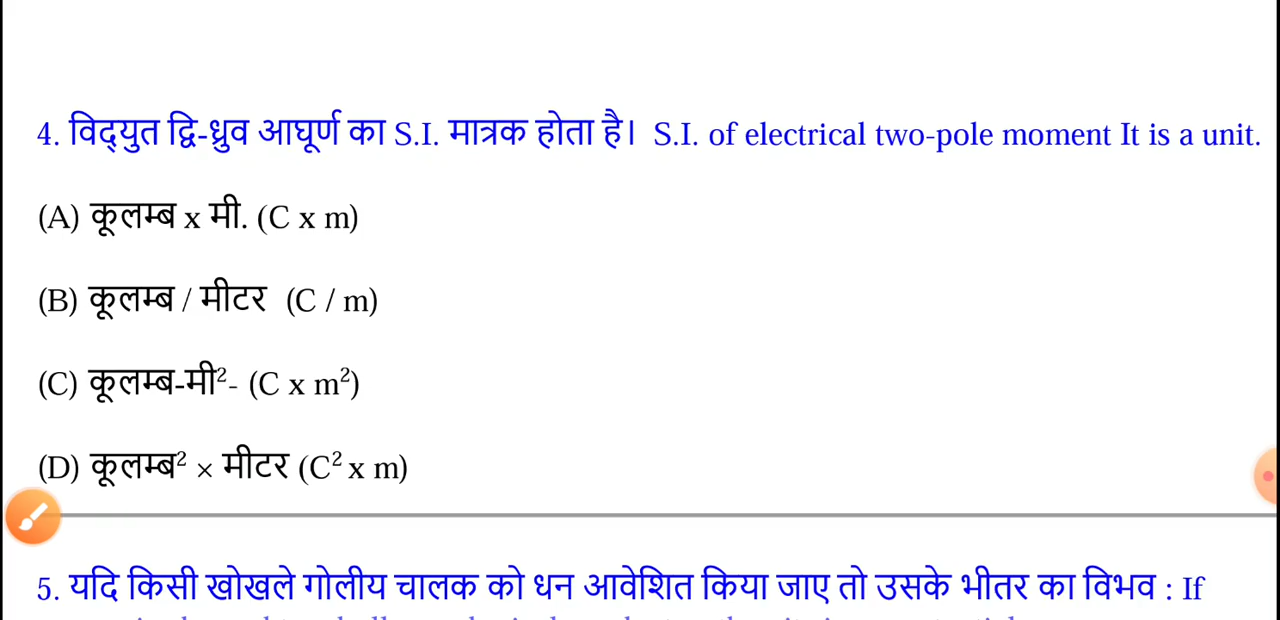 4. विद्युत द्वि-ध्रुव आघूर्ण का S.I. मात्रक होता है। S.I. of electrical two-pole moment It is a unit.
(A) कूलम्ब x मी. (C x m)
(B) कूलम्ब / मीटर (C / m)
(C) कूलम्ब-मी²- (C x m²)
(D) कूलम्ब² × मीटर (C² x m)
5. यदि किसी खोखले गोलीय चालक को धन आवेशित किया जाए तो उसके भीतर का विभव : If